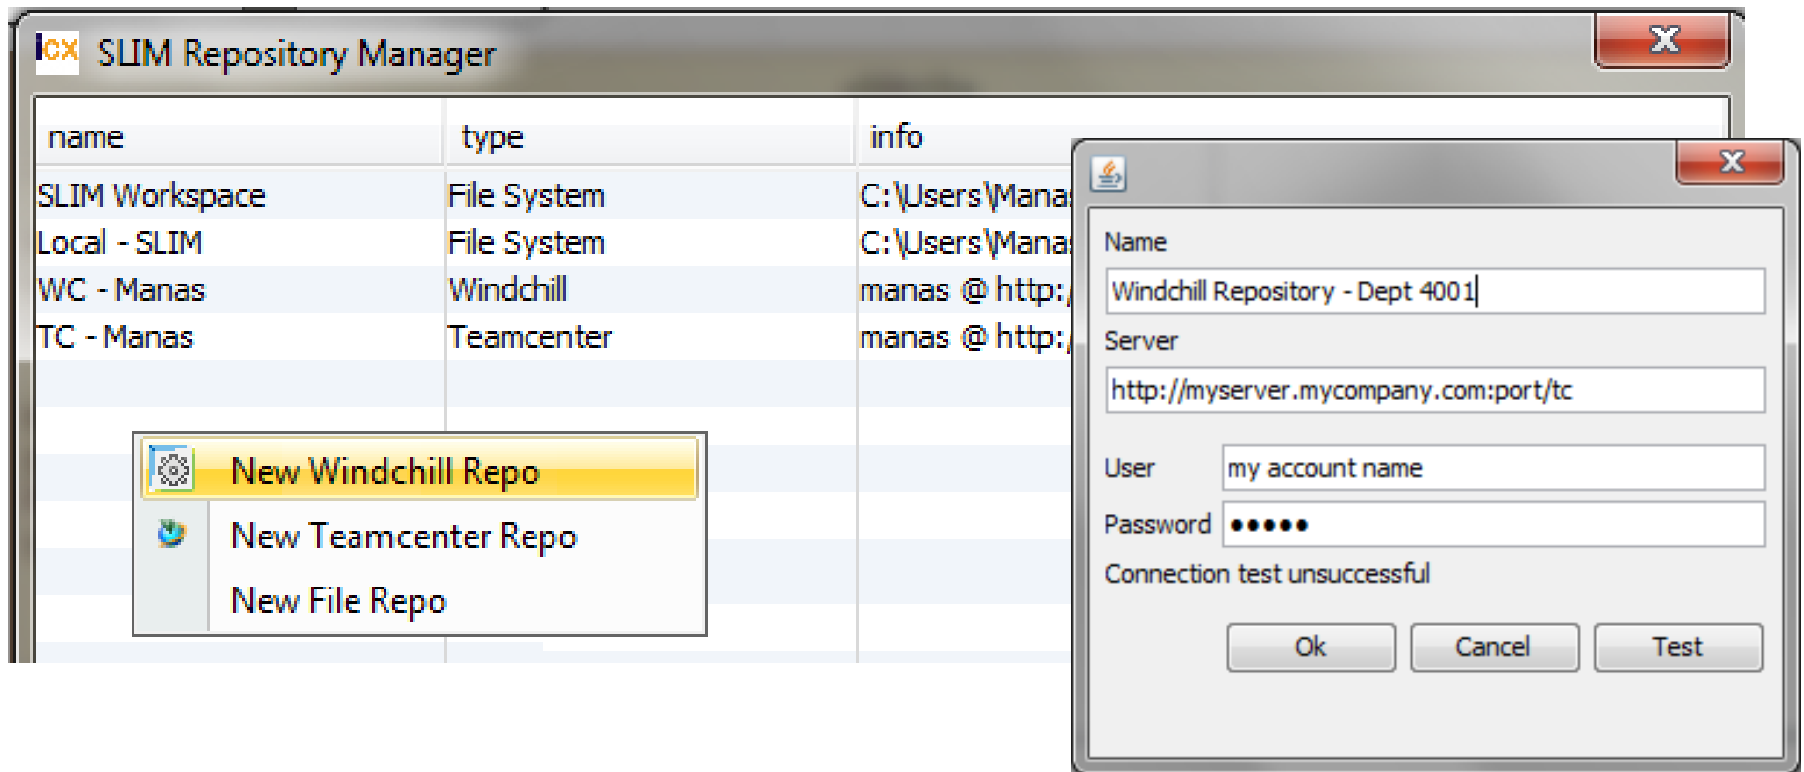 icx SLIM Repository Manager
name type info
SLIM Workspace File System C:\Users\Manas
Local - SLIM File System C:\Users\Manas
WC - Manas Windchill manas @ http:/
TC - Manas Teamcenter manas @ http:/
New Windchill Repo
New Teamcenter Repo
New File Repo
Name
Windchill Repository - Dept 4001
Server
http://myserver.mycompany.com:port/tc
User my account name
Password •••••
Connection test unsuccessful
Ok Cancel Test